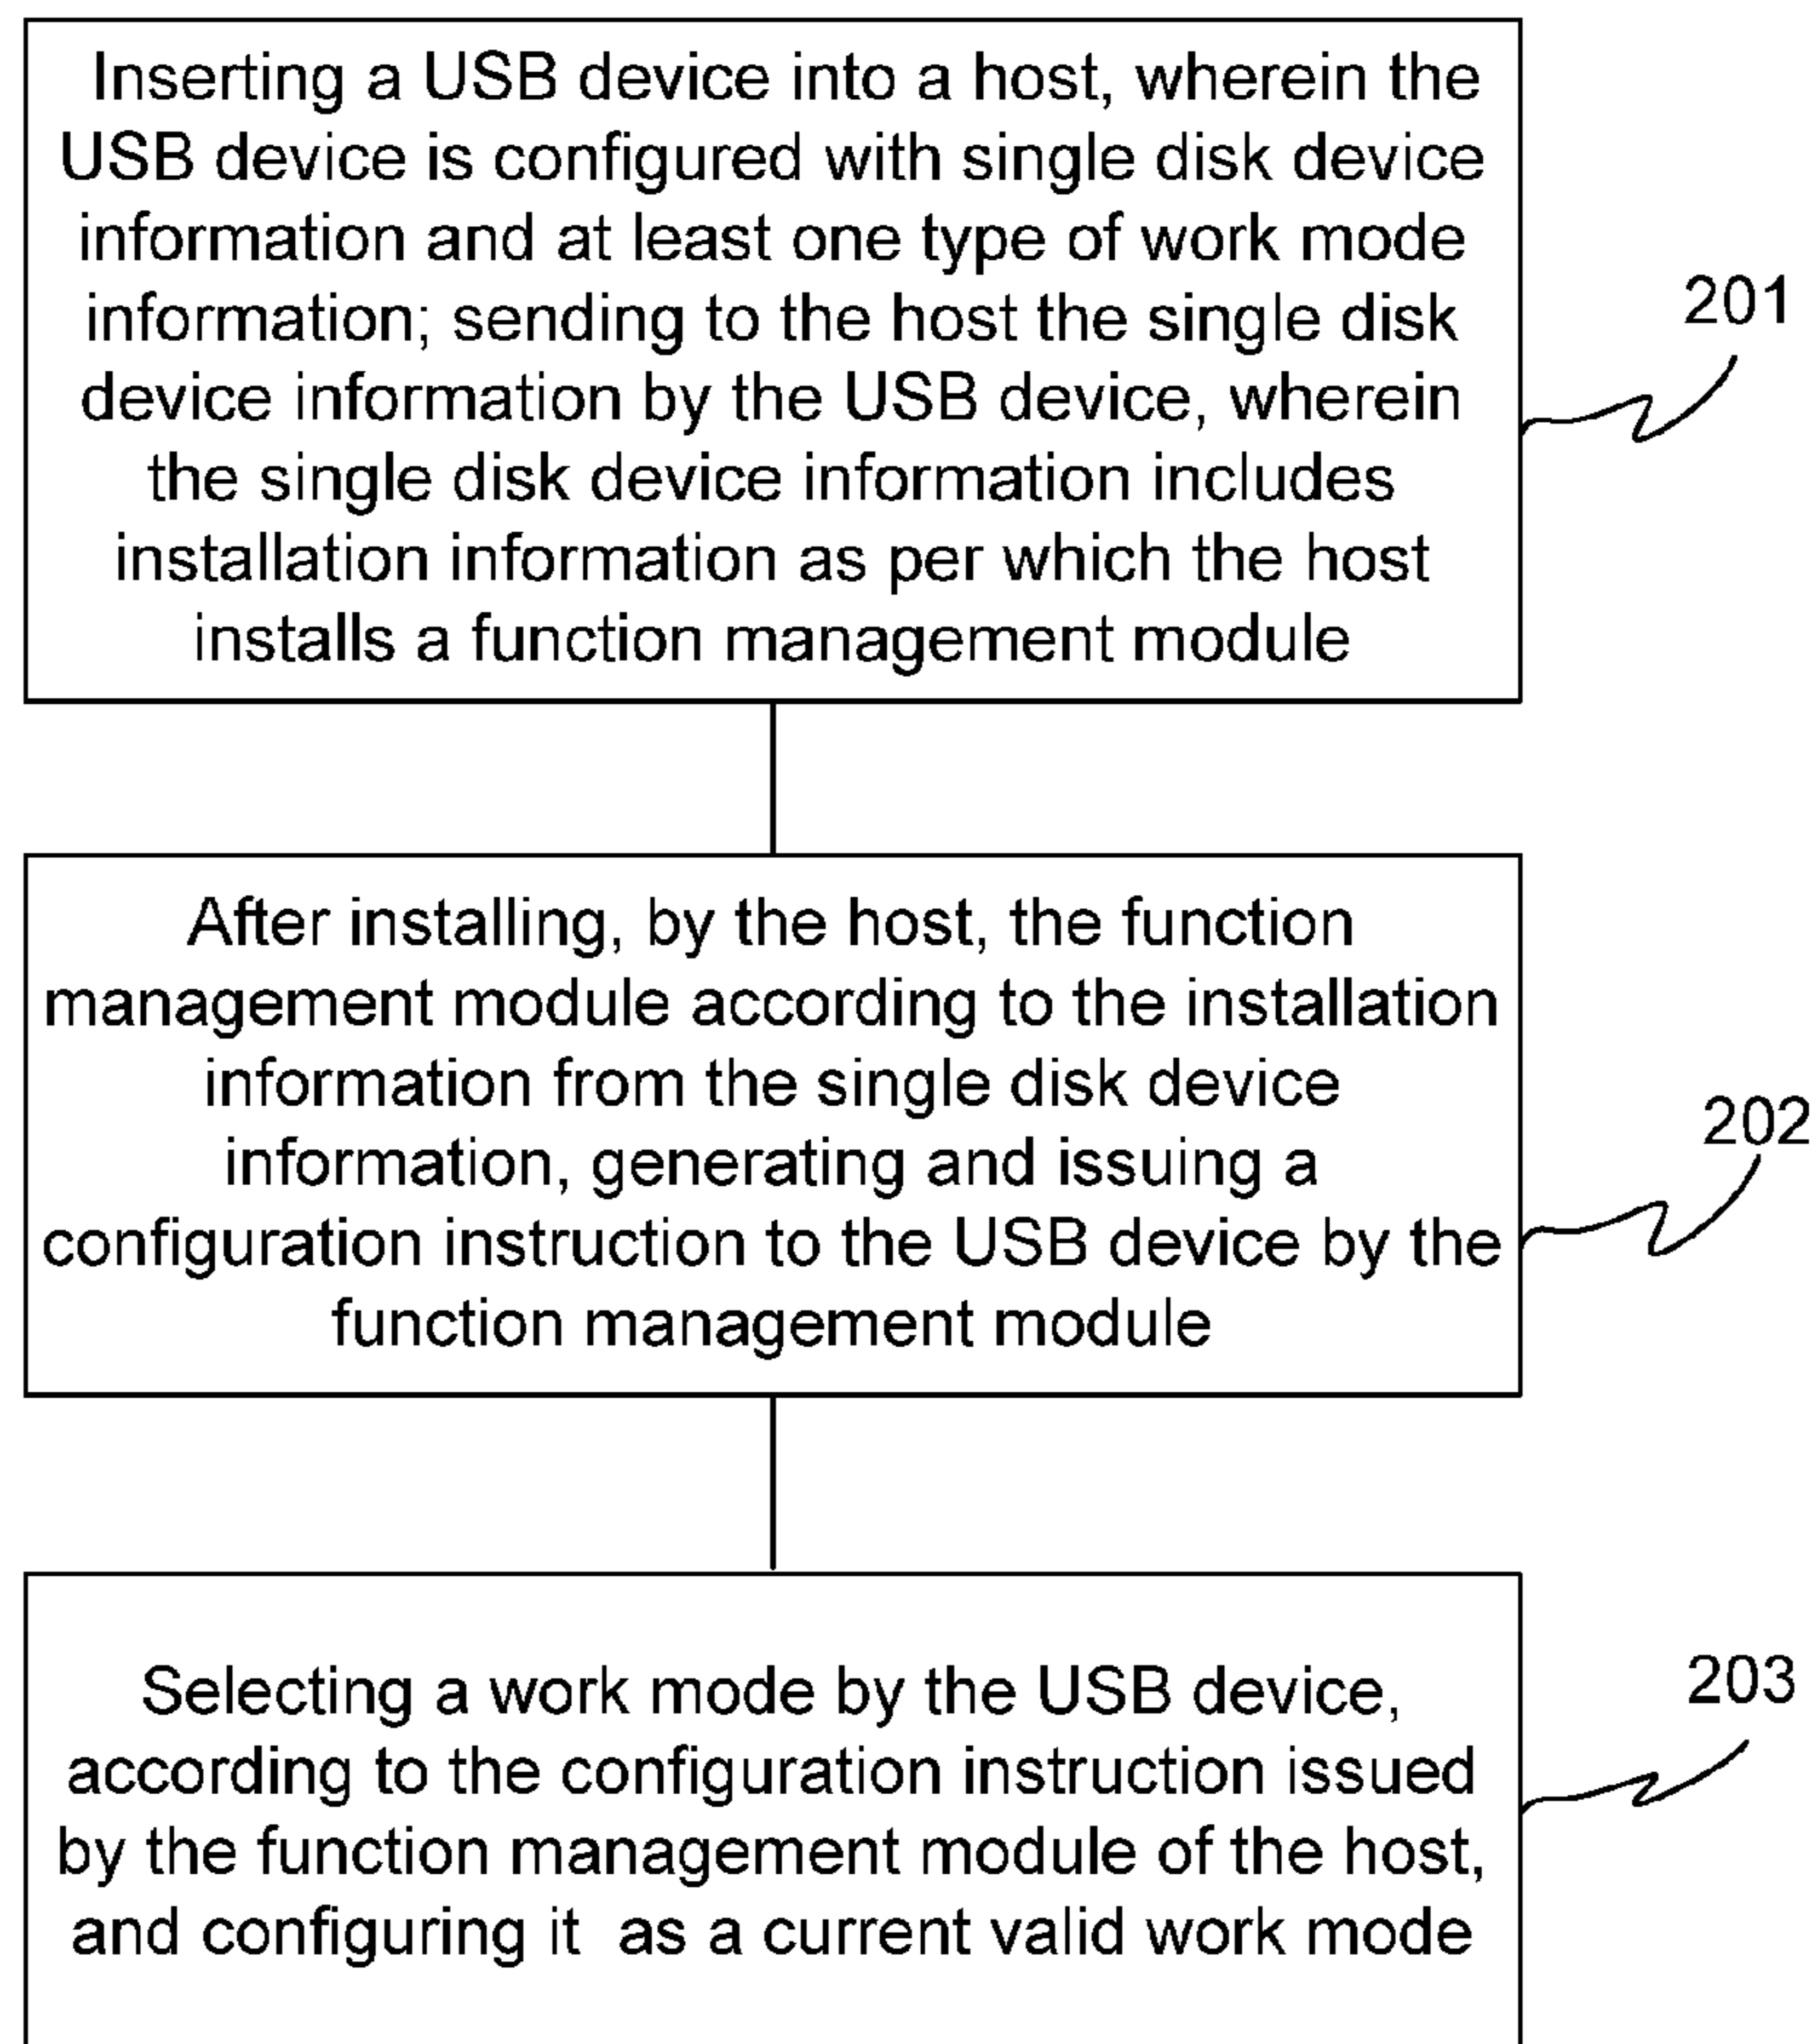 Inserting a USB device into a host, wherein the
USB device is configured with single disk device
information and at least one type of work mode
information; sending to the host the single disk
device information by the USB device, wherein
the single disk device information includes
installation information as per which the host
installs a function management module
201
After installing, by the host, the function
management module according to the installation
information from the single disk device
information, generating and issuing a
configuration instruction to the USB device by the
function management module
202
Selecting a work mode by the USB device,
according to the configuration instruction issued
by the function management module of the host,
and configuring it as a current valid work mode
203